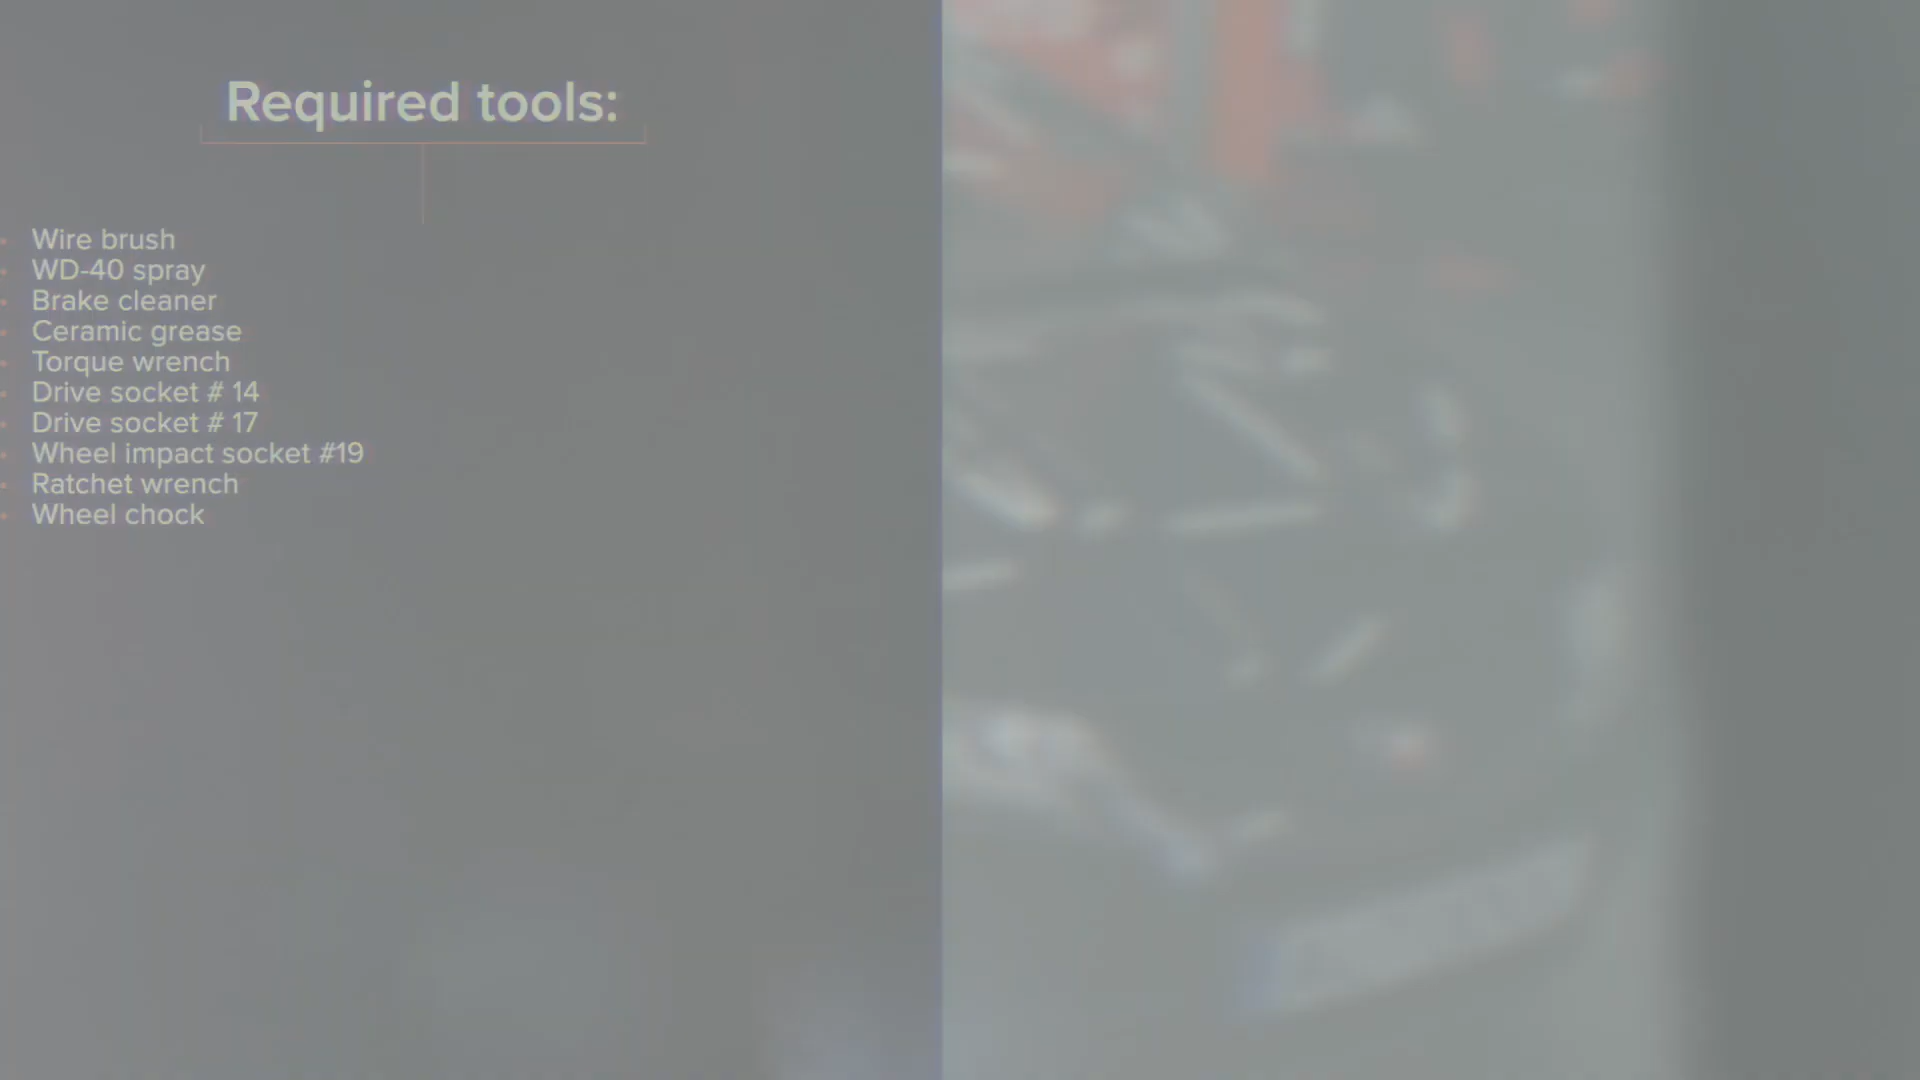 Required tools:
Wire brush
WD-40 spray
Brake cleaner
Ceramic grease
Torque wrench
Drive socket # 14
Drive socket # 17
Wheel impact socket #19
Ratchet wrench
Wheel chock